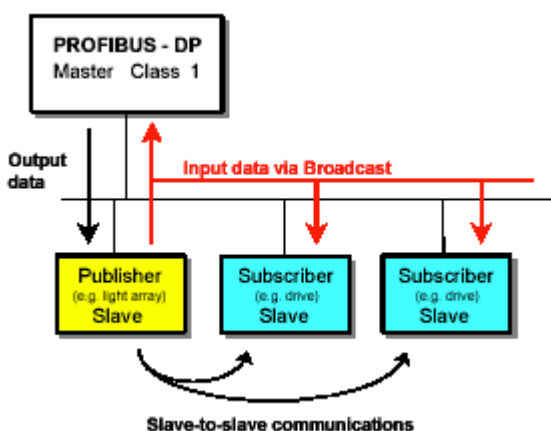 PROFIBUS - DP
Master Class 1
Output
data
Input data via Broadcast
Publisher
(e.g. light array)
Slave
Subscriber
(e.g. drive)
Slave
Subscriber
(e.g. drive)
Slave
Slave-to-slave communications